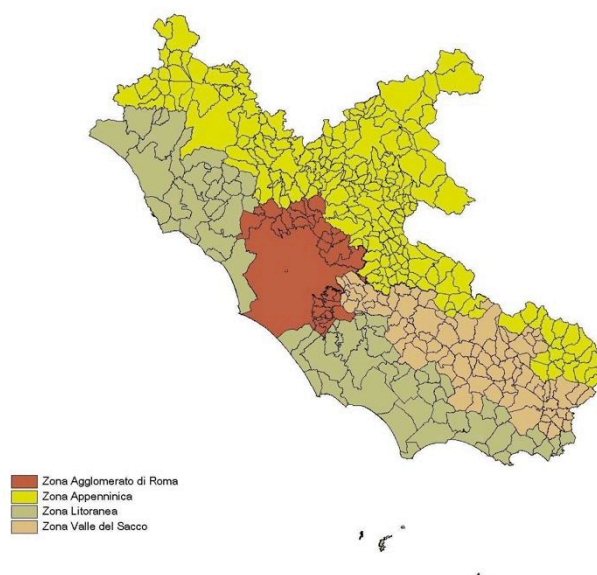 Zona Agglomerato di Roma
Zona Appenninica
Zona Litoranea
Zona Valle del Sacco